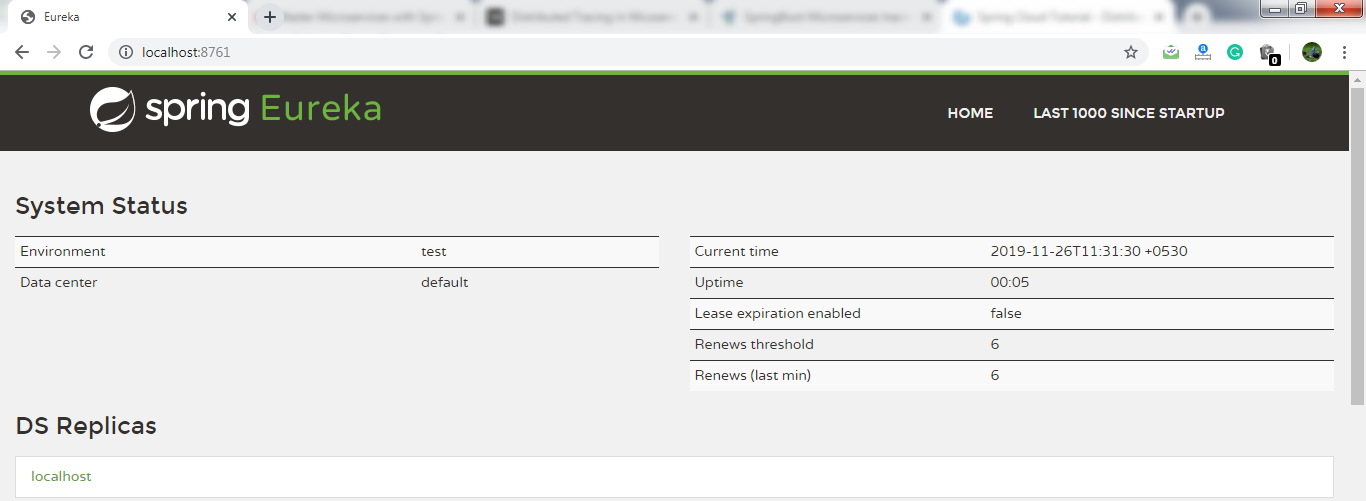 Eureka
localhost:8761
0
spring Eureka
HOME LAST 1000 SINCE STARTUP
System Status
Environment test
Data center default
Current time 2019-11-26T11:31:30 +0530
Uptime 00:05
Lease expiration enabled false
Renews threshold 6
Renews (last min) 6
DS Replicas
localhost